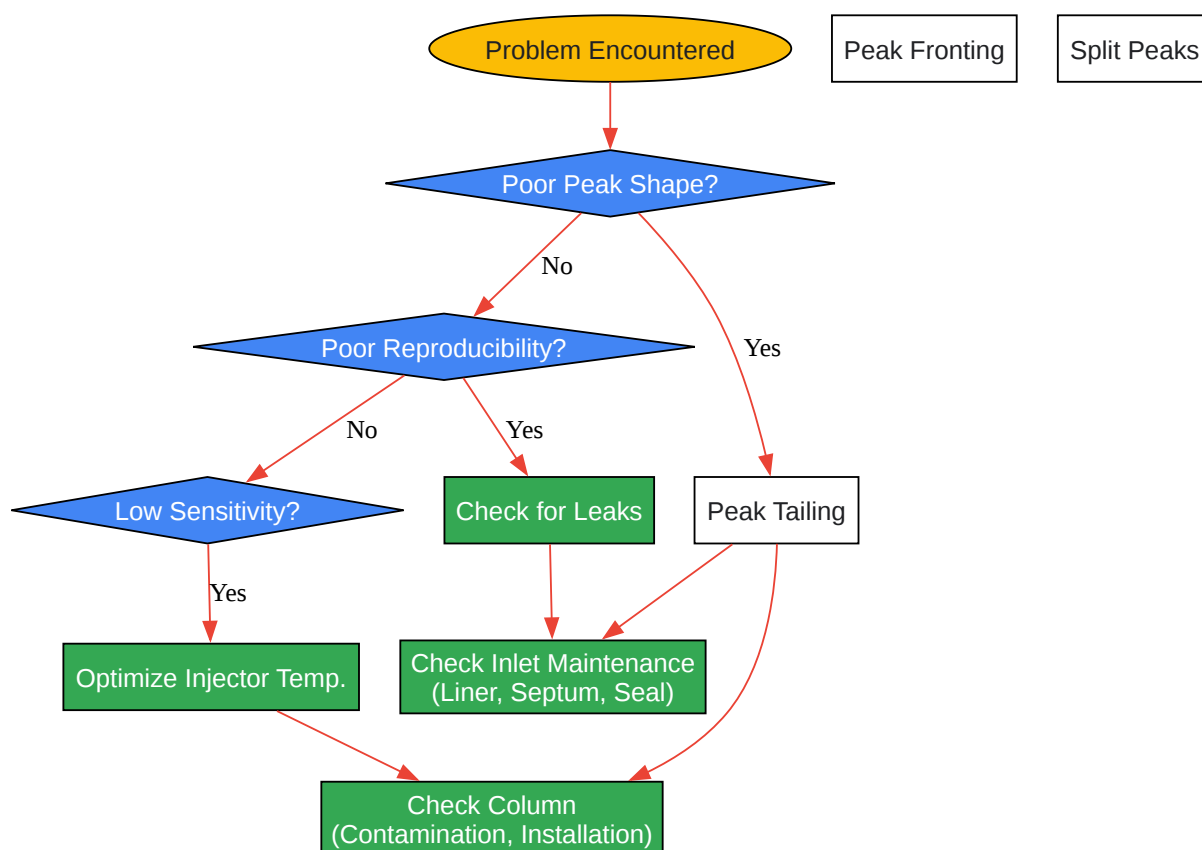 Problem Encountered
Peak Fronting
Split Peaks
Poor Peak Shape?
No
Yes
Poor Reproducibility?
No
Yes
Low Sensitivity?
Check for Leaks
Peak Tailing
Yes
Optimize Injector Temp.
Check Inlet Maintenance
(Liner, Septum, Seal)
Check Column
(Contamination, Installation)